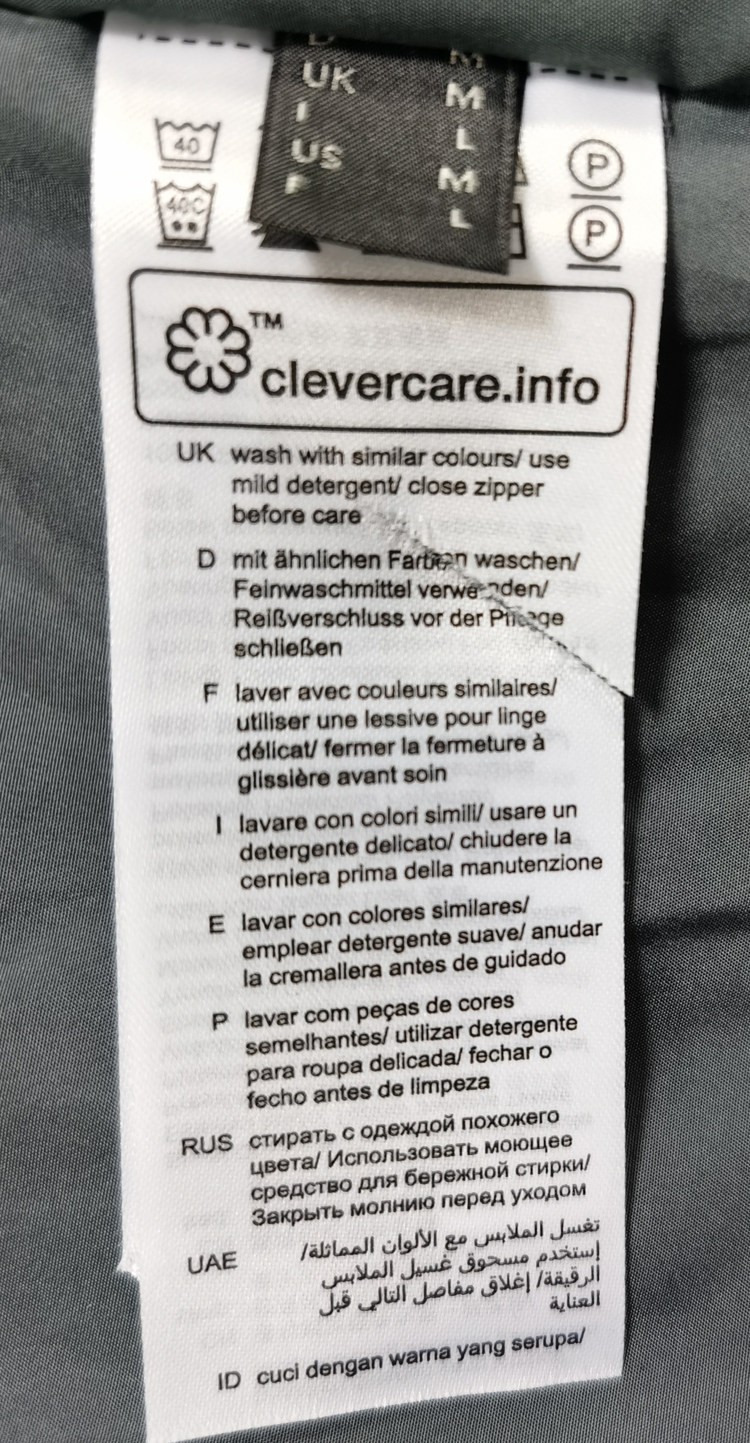 UK M
I L
US M
F L
40
40C
P
P
TM
clevercare.info
UK wash with similar colours/ use
mild detergent/ close zipper
before care
D mit ähnlichen Farben waschen/
Feinwaschmittel verwenden/
Reißverschluss vor der Pflege
schließen
F laver avec couleurs similaires/
utiliser une lessive pour linge
délicat/ fermer la fermeture à
glissière avant soin
I lavare con colori simili/ usare un
detergente delicato/ chiudere la
cerniera prima della manutenzione
E lavar con colores similares/
emplear detergente suave/ anudar
la cremallera antes de guidado
P lavar com peças de cores
semelhantes/ utilizar detergente
para roupa delicada/ fechar o
fecho antes de limpeza
RUS стирать с одеждой похожего
цвета/ Использовать моющее
средство для бережной стирки/
Закрыть молнию перед уходом
UAE تغسل الملابس مع الألوان المماثلة/
إستخدم مسحوق غسيل الملابس
الرقيقة/ إغلاق مفاصل التالي قبل
العناية
ID cuci dengan warna yang serupa/